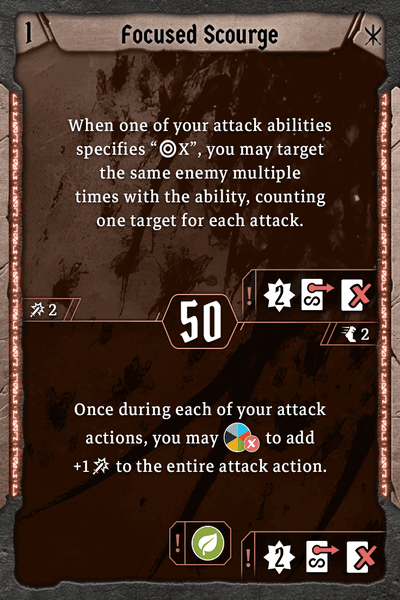 1
Focused Scourge
When one of your attack abilities
specifies “X”, you may target
the same enemy multiple
times with the ability, counting
one target for each attack.
! 2
2
50
2
Once during each of your attack
actions, you may to add
+1 to the entire attack action.
!
! 2